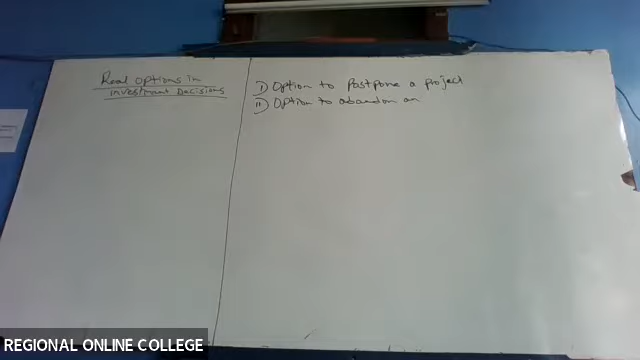 Real Options in
Investment Decisions
i) Option to Postpone a project
ii) Option to abandon an
REGIONAL ONLINE COLLEGE